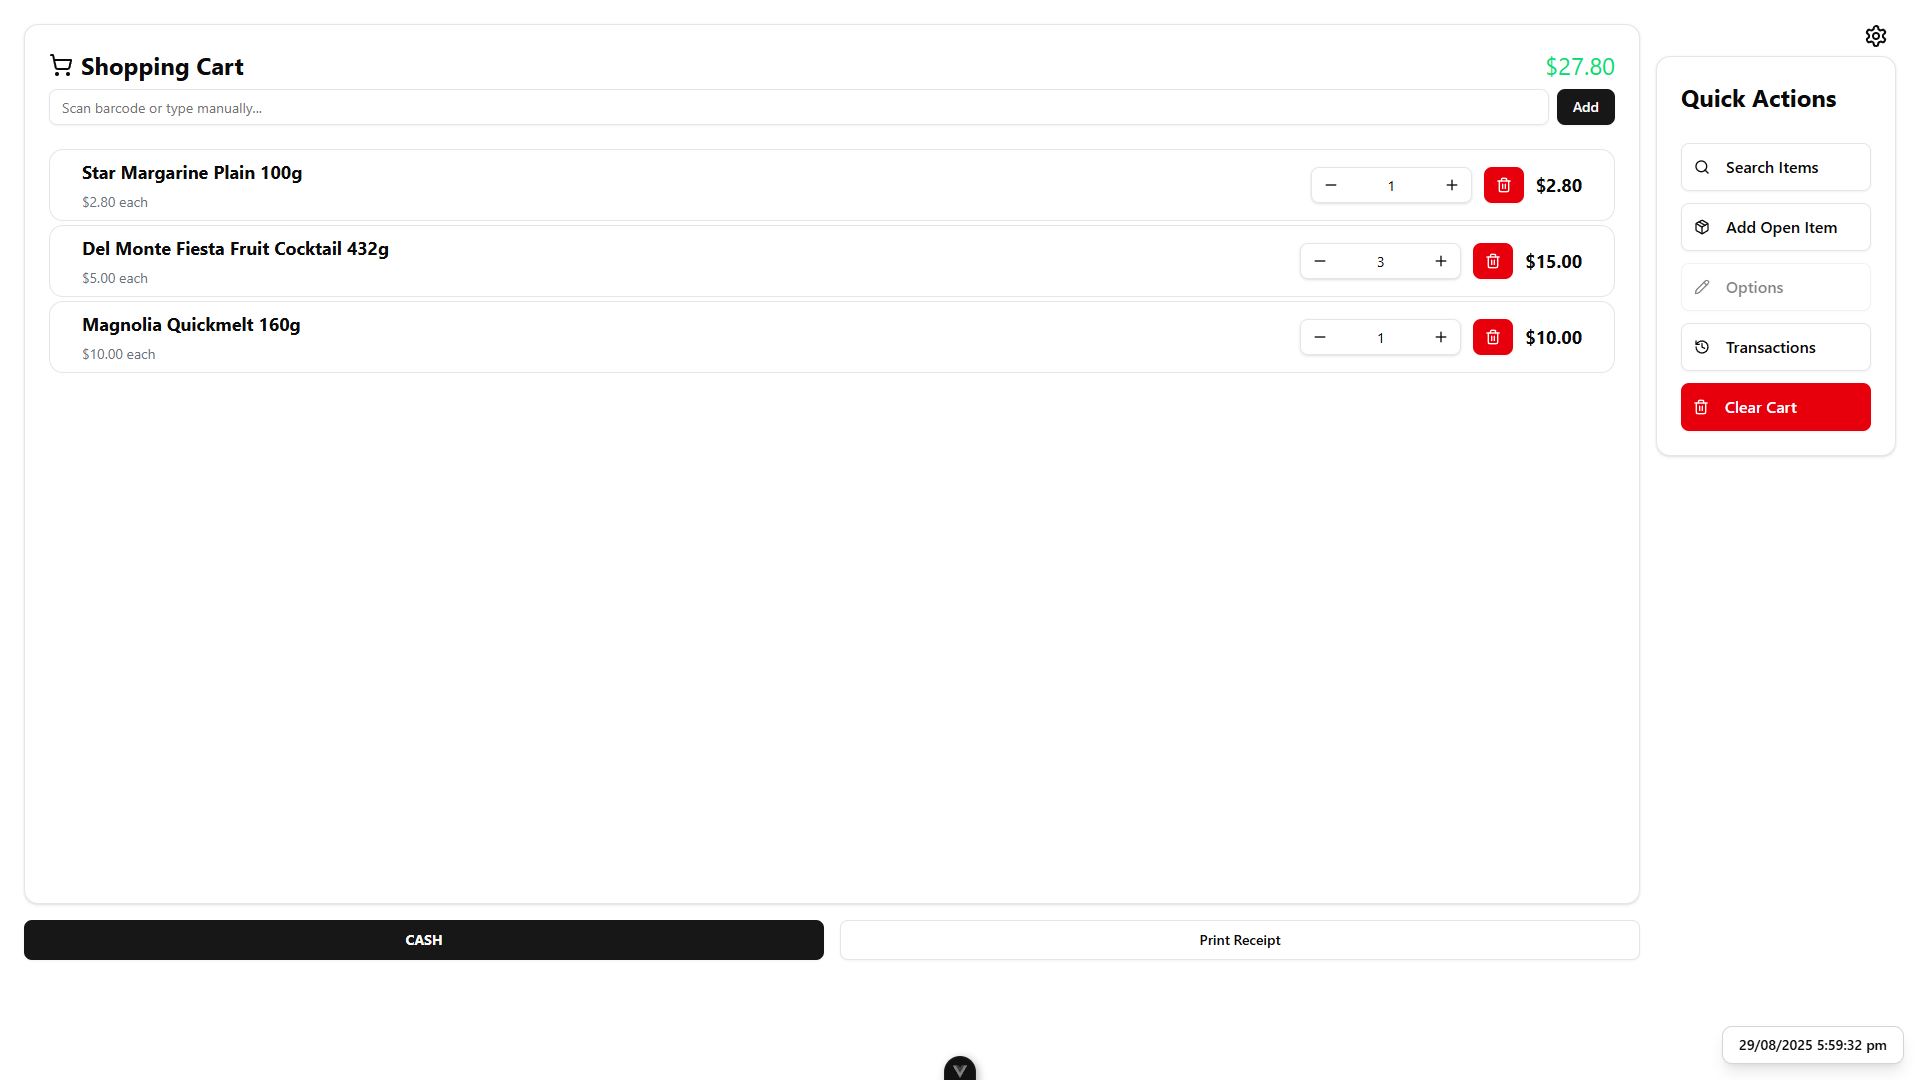 Shopping Cart
$27.80
Scan barcode or type manually...
Add
Star Margarine Plain 100g
$2.80 each
1
$2.80
Del Monte Fiesta Fruit Cocktail 432g
$5.00 each
3
$15.00
Magnolia Quickmelt 160g
$10.00 each
1
$10.00
CASH
Print Receipt
Quick Actions
Search Items
Add Open Item
Options
Transactions
Clear Cart
29/08/2025 5:59:32 pm